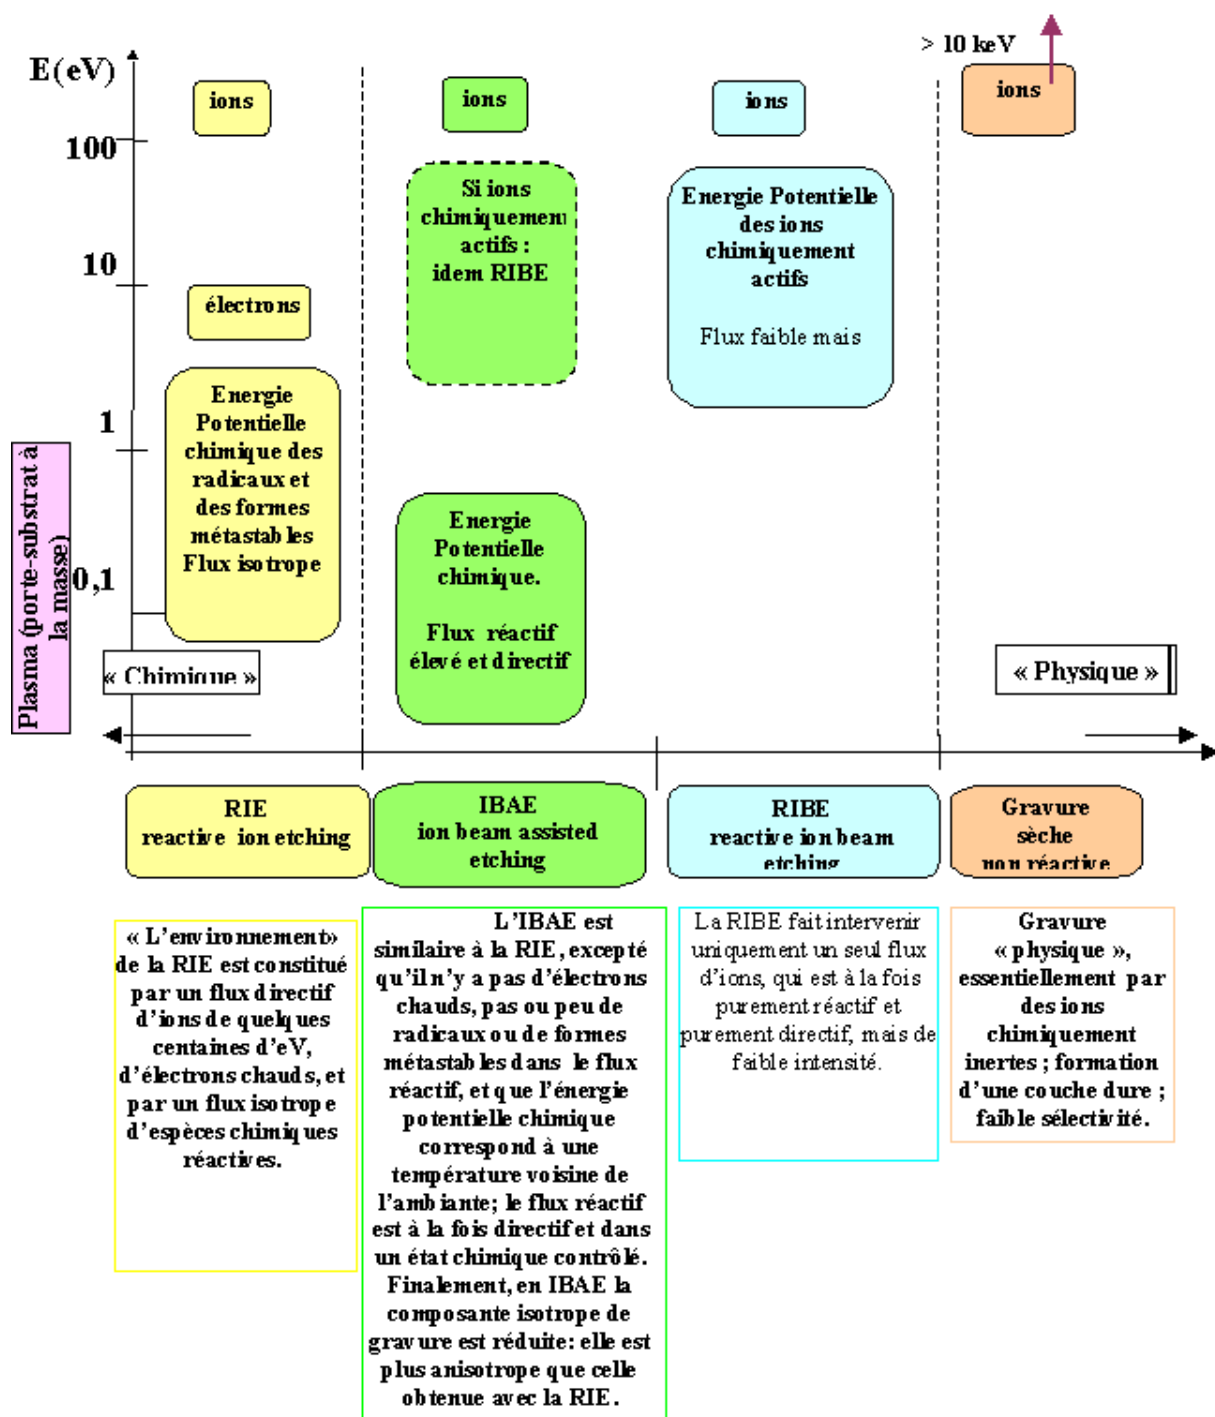 > 10 keV
E(eV)
ions
ions
ions
ions
100
Si ions
chimiquement
actifs :
idem RIBE
Energie Potentielle
des ions
chimiquement
actifs
Flux faible mais
10
électrons
Energie
Potentielle
chimique des
radicaux et
des formes
métastables
Flux isotrope
1
Energie
Potentielle
chimique.
Flux réactif
élevé et directif
0,1
Plasma (porte-substrat à
la masse)
« Chimique »
« Physique »
RIE
reactive ion etching
IBAE
ion beam assisted
etching
RIBE
reactive ion beam
etching
Gravure
sèche
non réactive
« L’environnement»
de la RIE est constitué
par un flux directif
d’ions de quelques
centaines d’eV,
d’électrons chauds, et
par un flux isotrope
d’espèces chimiques
réactives.
L’IBAE est
similaire à la RIE, excepté
qu’il n’y a pas d’électrons
chauds, pas ou peu de
radicaux ou de formes
métastables dans le flux
réactif, et que l’énergie
potentielle chimique
correspond à une
température voisine de
l’ambiante; le flux réactif
est à la fois directif et dans
un état chimique contrôlé.
Finalement, en IBAE la
composante isotrope de
gravure est réduite: elle est
plus anisotrope que celle
obtenue avec la RIE.
La RIBE fait intervenir
uniquement un seul flux
d’ions, qui est à la fois
purement réactif et
purement directif, mais de
faible intensité.
Gravure
« physique »,
essentiellement par
des ions
chimiquement
inertes ; formation
d’une couche dure ;
faible sélectivité.